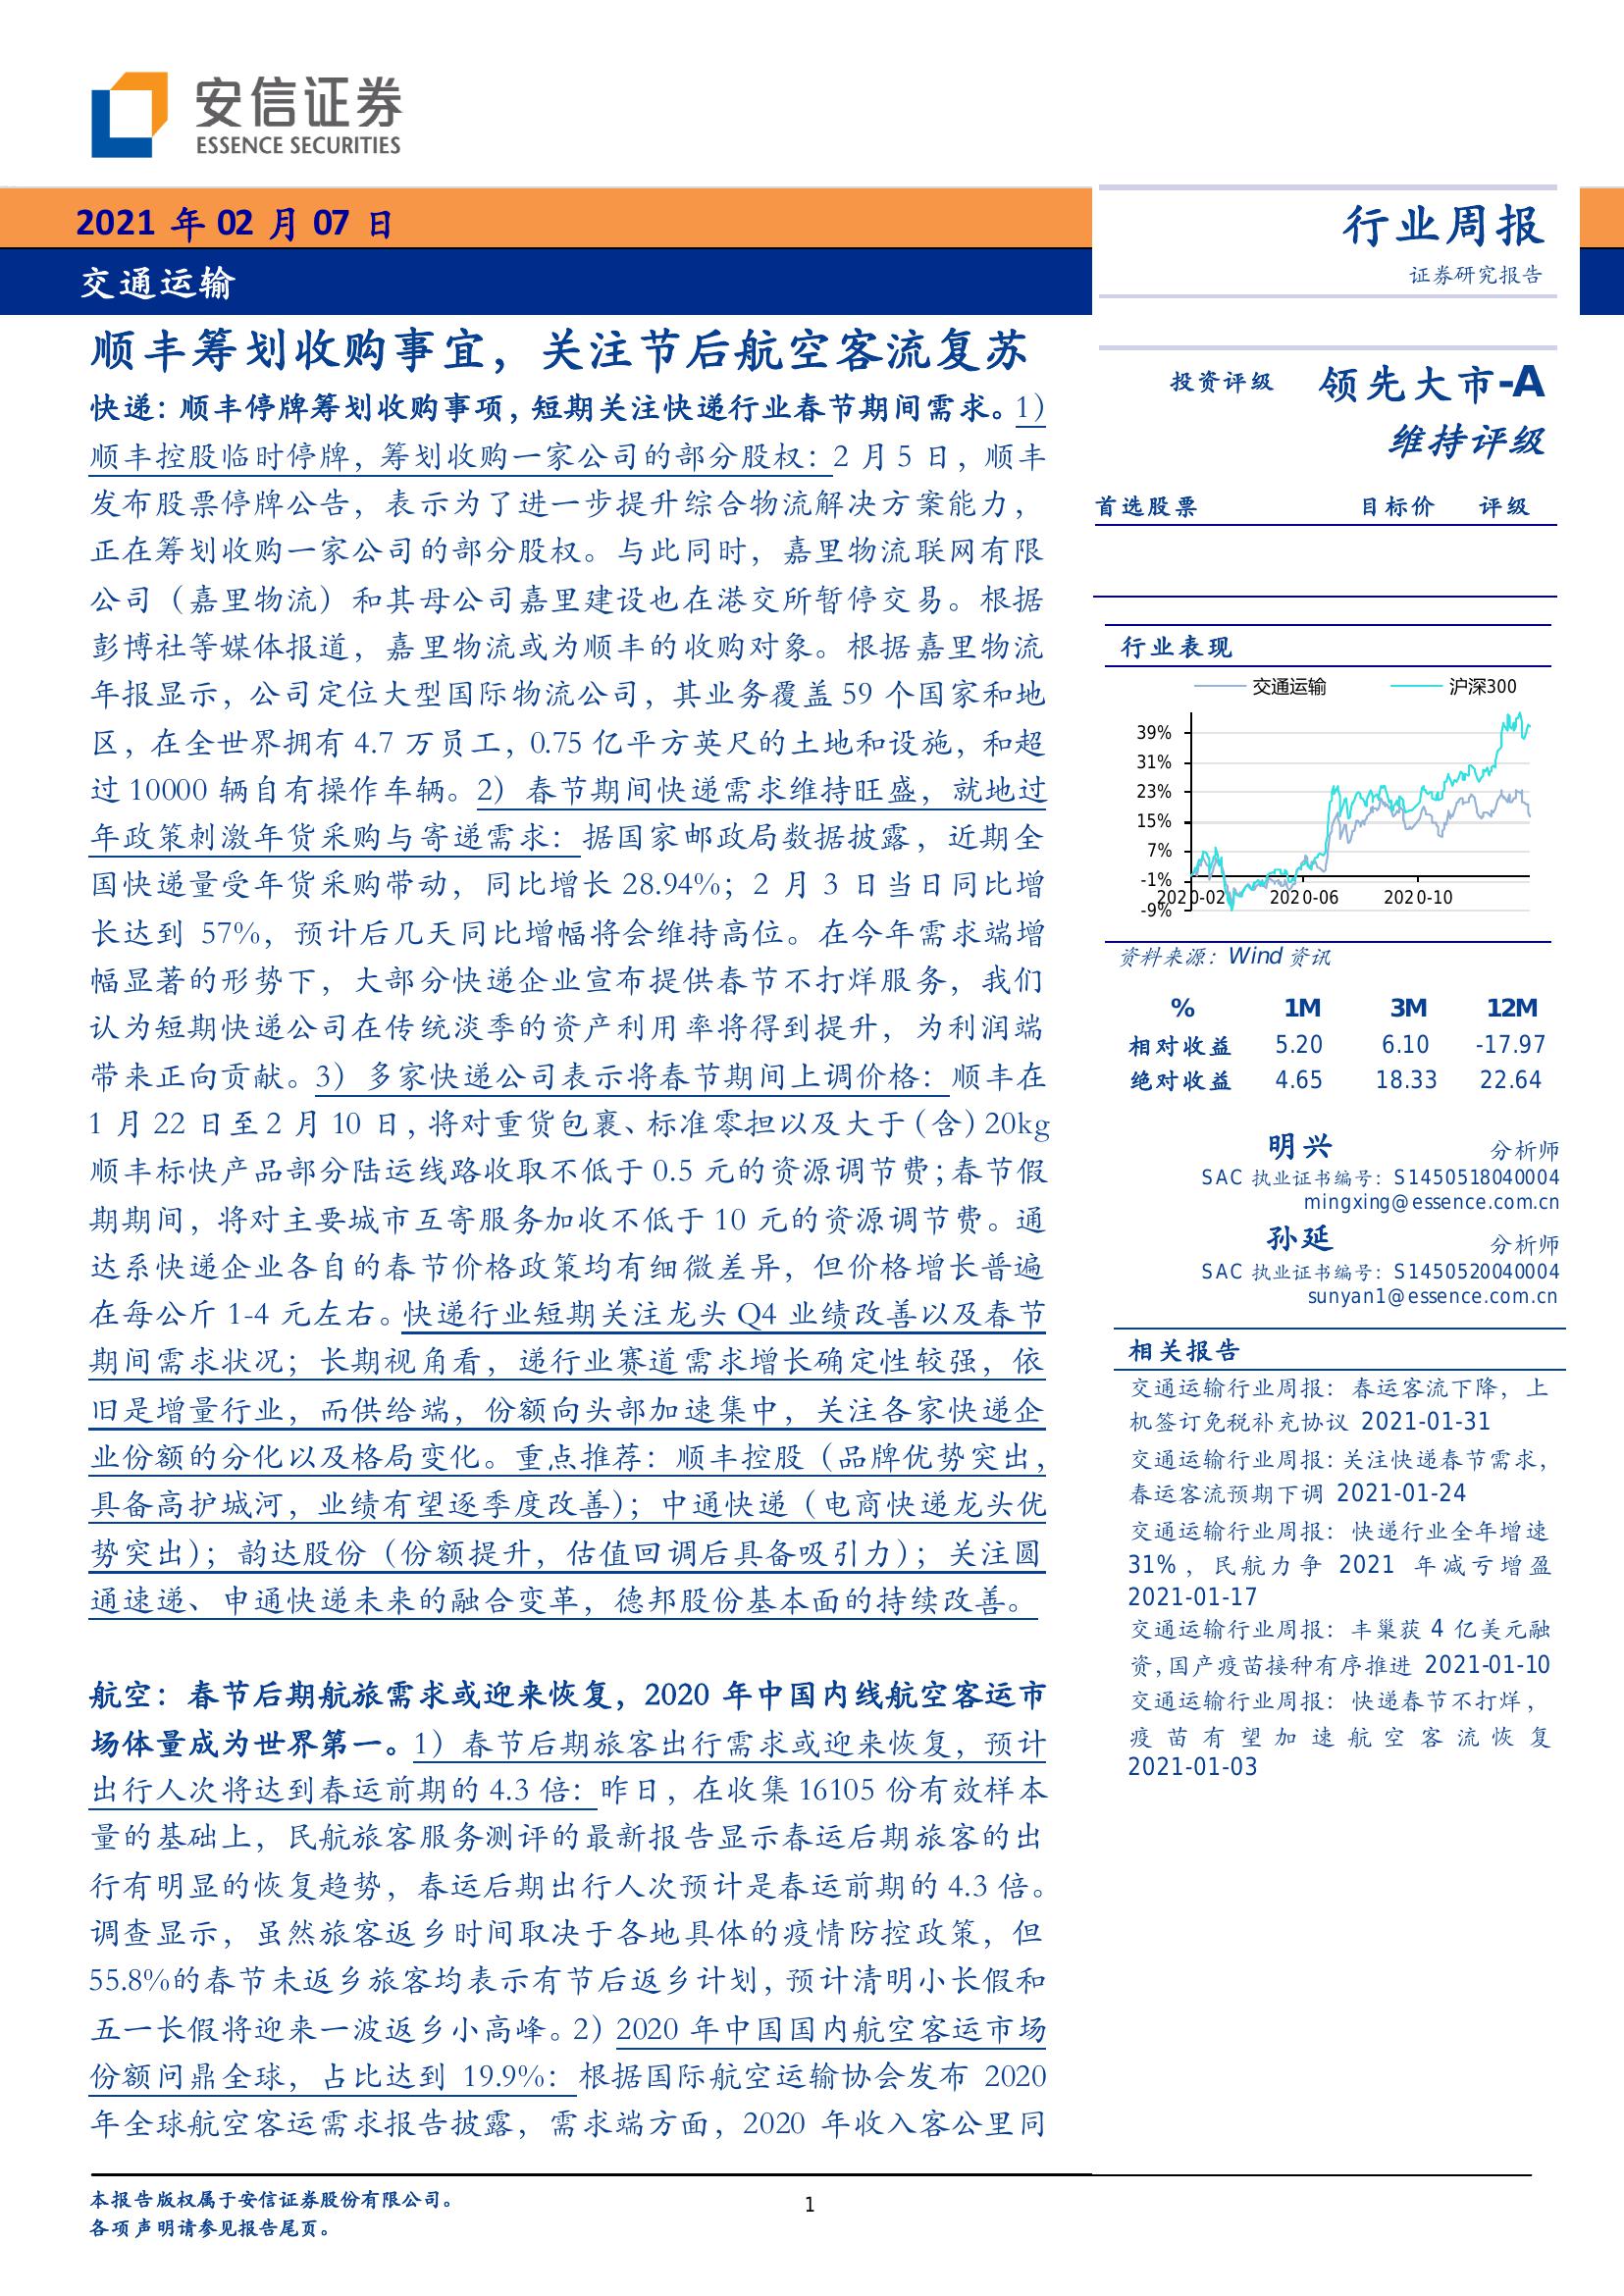 安信证券
ESSENCE SECURITIES
2021 年 02 月 07 日
交通运输
行业周报
证券研究报告
顺丰筹划收购事宜，关注节后航空客流复苏
快递：顺丰停牌筹划收购事项，短期关注快递行业春节期间需求。1）
顺丰控股临时停牌，筹划收购一家公司的部分股权：2 月 5 日，顺丰
发布股票停牌公告，表示为了进一步提升综合物流解决方案能力，
正在筹划收购一家公司的部分股权。与此同时，嘉里物流联网有限
公司（嘉里物流）和其母公司嘉里建设也在港交所暂停交易。根据
彭博社等媒体报道，嘉里物流或为顺丰的收购对象。根据嘉里物流
年报显示，公司定位大型国际物流公司，其业务覆盖 59 个国家和地
区，在全世界拥有 4.7 万员工，0.75 亿平方英尺的土地和设施，和超
过 10000 辆自有操作车辆。2）春节期间快递需求维持旺盛，就地过
年政策刺激年货采购与寄递需求：据国家邮政局数据披露，近期全
国快递量受年货采购带动，同比增长 28.94%；2 月 3 日当日同比增
长达到 57%，预计后几天同比增幅将会维持高位。在今年需求端增
幅显著的形势下，大部分快递企业宣布提供春节不打烊服务，我们
认为短期快递公司在传统淡季的资产利用率将得到提升，为利润端
带来正向贡献。3）多家快递公司表示将春节期间上调价格：顺丰在
1 月 22 日至 2 月 10 日，将对重货包裹、标准零担以及大于（含）20kg
顺丰标快产品部分陆运线路收取不低于 0.5 元的资源调节费；春节假
期期间，将对主要城市互寄服务加收不低于 10 元的资源调节费。通
达系快递企业各自的春节价格政策均有细微差异，但价格增长普遍
在每公斤 1-4 元左右。快递行业短期关注龙头 Q4 业绩改善以及春节
期间需求状况；长期视角看，递行业赛道需求增长确定性较强，依
旧是增量行业，而供给端，份额向头部加速集中，关注各家快递企
业份额的分化以及格局变化。重点推荐：顺丰控股（品牌优势突出，
具备高护城河，业绩有望逐季度改善）；中通快递（电商快递龙头优
势突出）；韵达股份（份额提升，估值回调后具备吸引力）；关注圆
通速递、申通快递未来的融合变革，德邦股份基本面的持续改善。
航空：春节后期航旅需求或迎来恢复，2020 年中国内线航空客运市
场体量成为世界第一。1）春节后期旅客出行需求或迎来恢复，预计
出行人次将达到春运前期的 4.3 倍：昨日，在收集 16105 份有效样本
量的基础上，民航旅客服务测评的最新报告显示春运后期旅客的出
行有明显的恢复趋势，春运后期出行人次预计是春运前期的 4.3 倍。
调查显示，虽然旅客返乡时间取决于各地具体的疫情防控政策，但
55.8%的春节未返乡旅客均表示有节后返乡计划，预计清明小长假和
五一长假将迎来一波返乡小高峰。2）2020 年中国国内航空客运市场
份额问鼎全球，占比达到 19.9%：根据国际航空运输协会发布 2020
年全球航空客运需求报告披露，需求端方面，2020 年收入客公里同
投资评级 领先大市-A
维持评级
首选股票 目标价 评级
行业表现
交通运输 沪深300
39%
31%
23%
15%
7%
-1%
-9%
2020-02 2020-06 2020-10
资料来源：Wind 资讯
% 1M 3M 12M
相对收益 5.20 6.10 -17.97
绝对收益 4.65 18.33 22.64
明兴 分析师
SAC 执业证书编号：S1450518040004
mingxing@essence.com.cn
孙延 分析师
SAC 执业证书编号：S1450520040004
sunyan1@essence.com.cn
相关报告
交通运输行业周报：春运客流下降，上
机签订免税补充协议 2021-01-31
交通运输行业周报：关注快递春节需求，
春运客流预期下调 2021-01-24
交通运输行业周报：快递行业全年增速
31%，民航力争 2021 年减亏增盈
2021-01-17
交通运输行业周报：丰巢获 4 亿美元融
资，国产疫苗接种有序推进 2021-01-10
交通运输行业周报：快递春节不打烊，
疫苗有望加速航空客流恢复
2021-01-03
本报告版权属于安信证券股份有限公司。
各项声明请参见报告尾页。
1